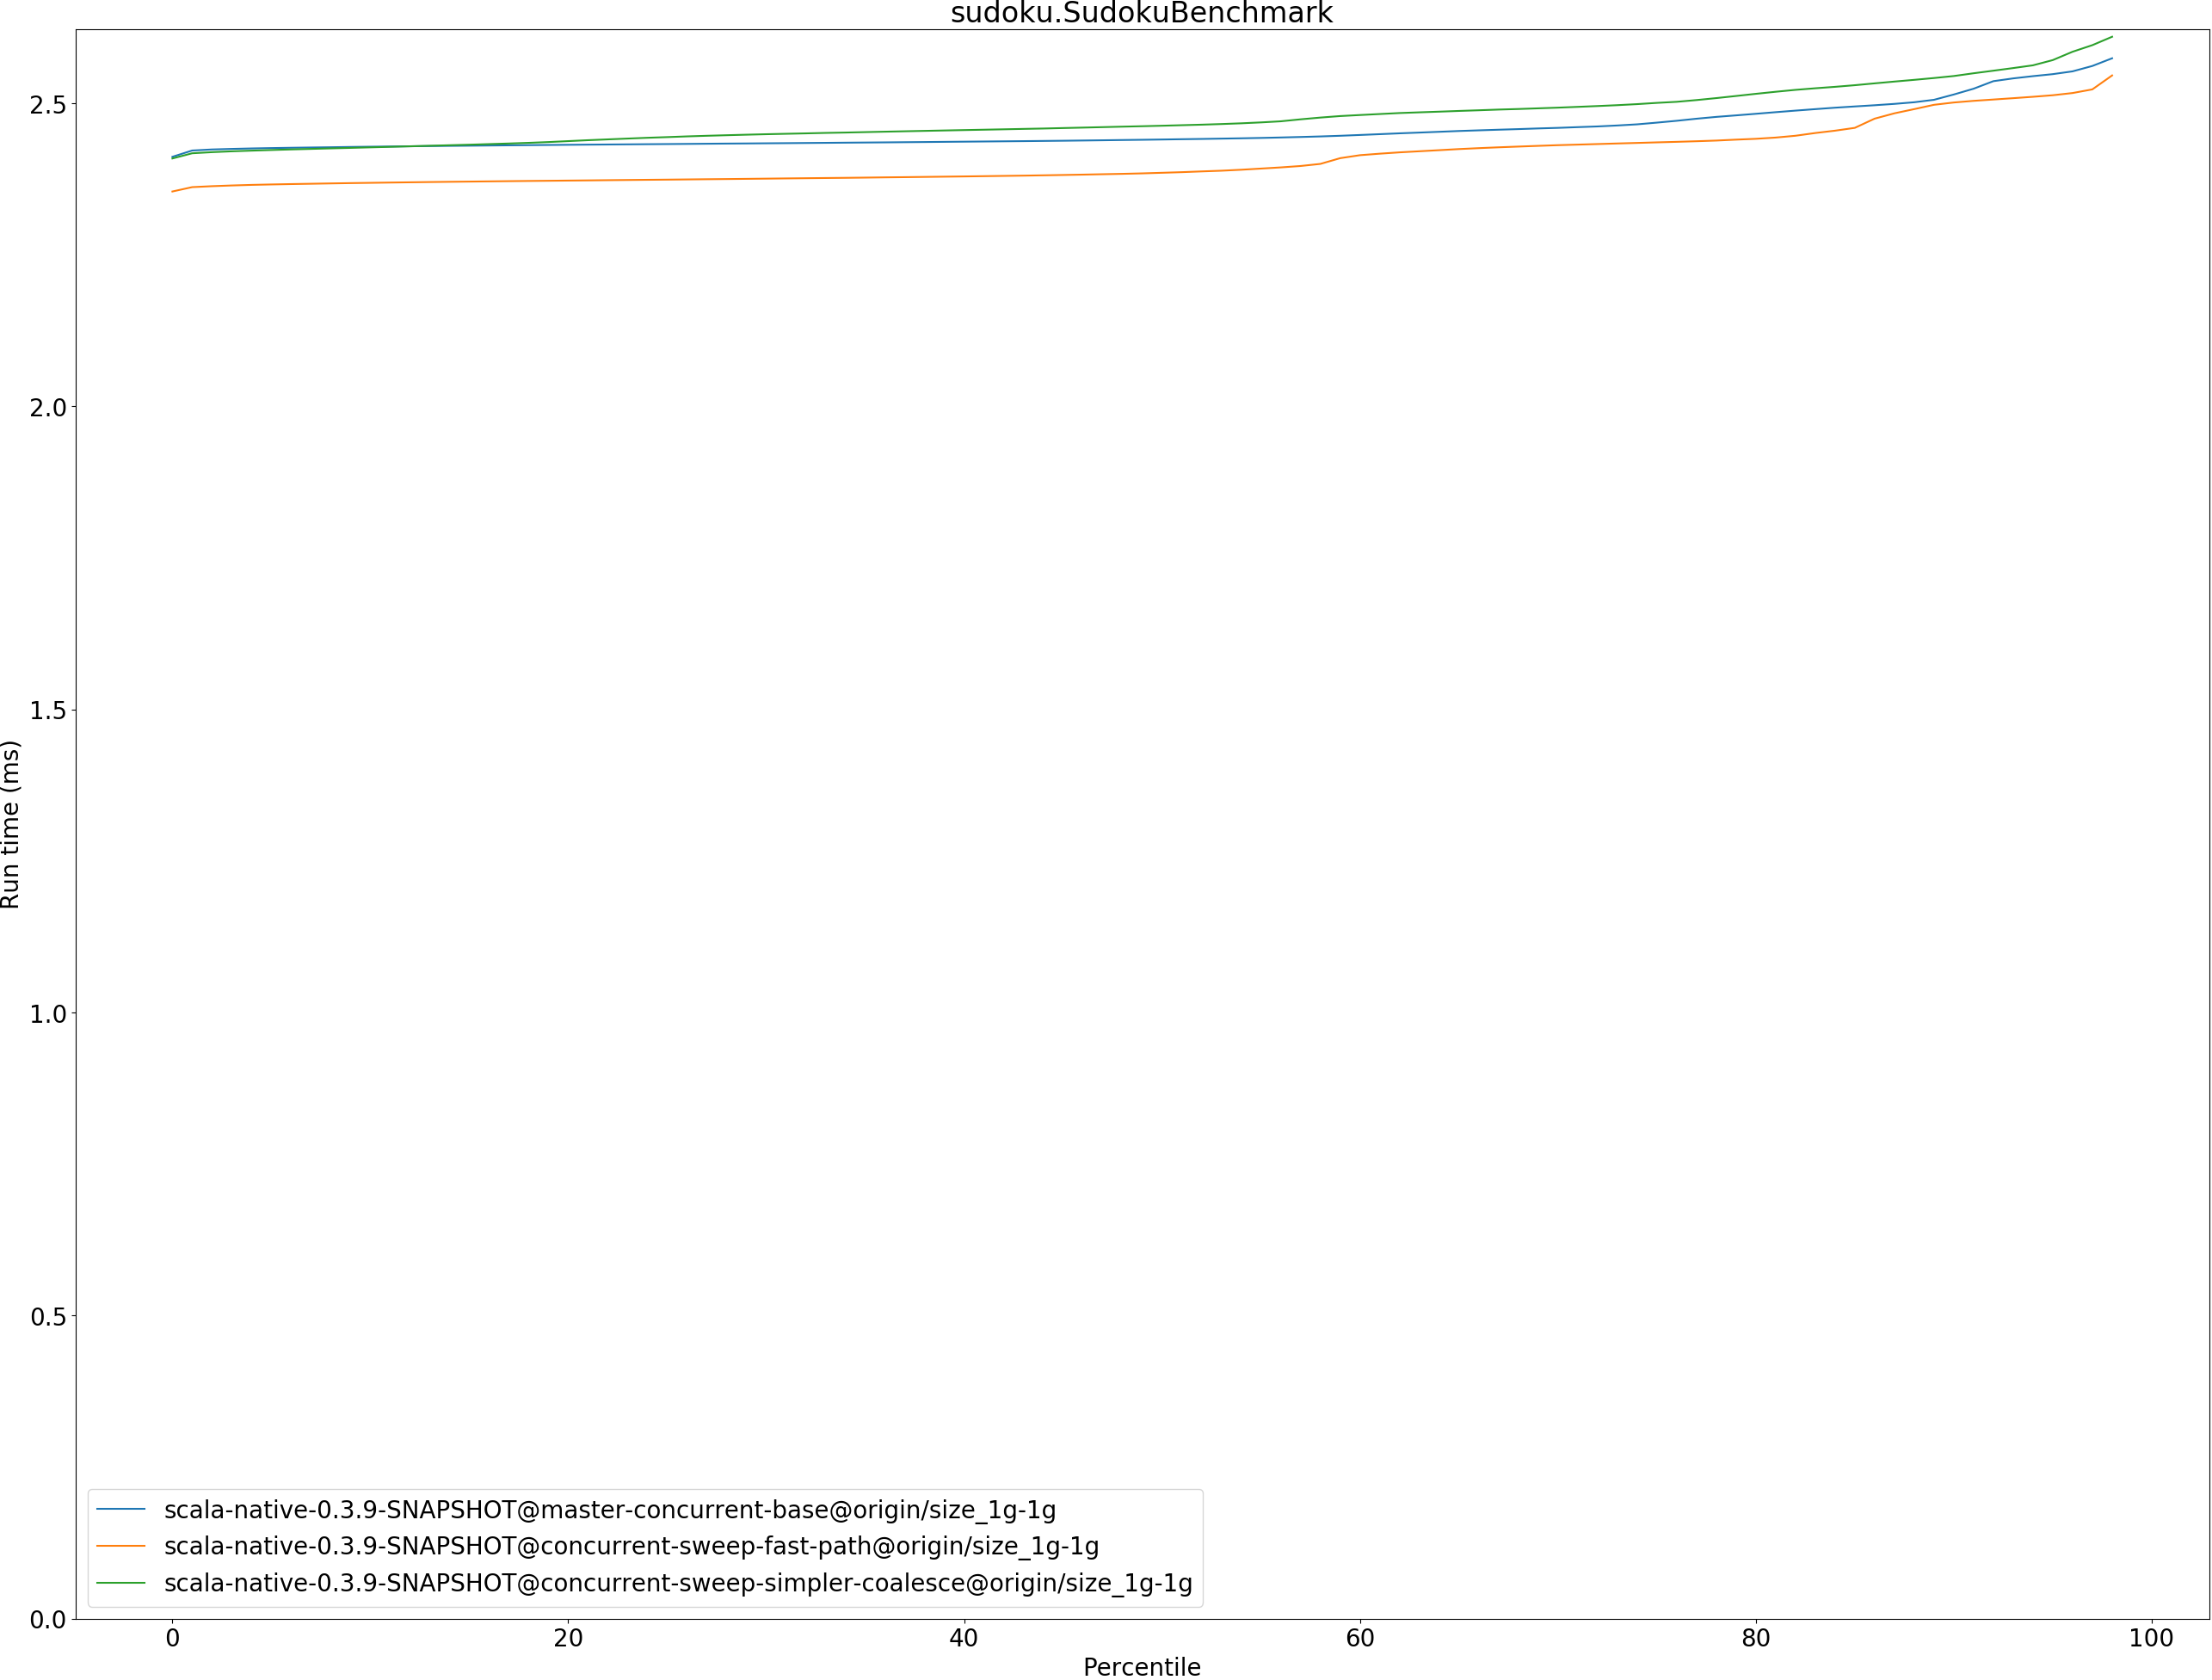 sudoku.SudokuBenchmark
2.5
2.0
1.5
1.0
0.5
0.0
Run time (ms)
scala-native-0.3.9-SNAPSHOT@master-concurrent-base@origin/size_1g-1g
scala-native-0.3.9-SNAPSHOT@concurrent-sweep-fast-path@origin/size_1g-1g
scala-native-0.3.9-SNAPSHOT@concurrent-sweep-simpler-coalesce@origin/size_1g-1g
0 20 40 60 80 100
Percentile